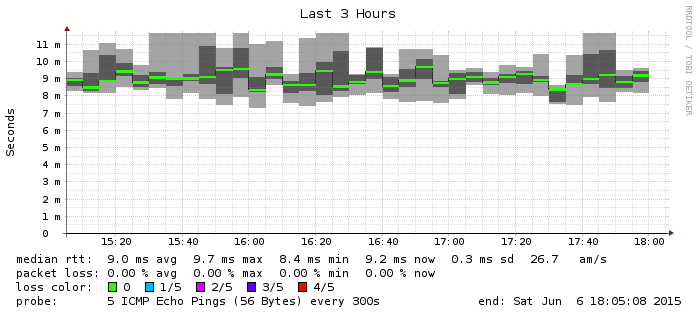 Last 3 Hours
RRDTOOL / TOBI OETIKER
Seconds
11 m
10 m
9 m
8 m
7 m
6 m
5 m
4 m
3 m
2 m
1 m
0
15:20 15:40 16:00 16:20 16:40 17:00 17:20 17:40 18:00
median rtt: 9.0 ms avg 9.7 ms max 8.4 ms min 9.2 ms now 0.3 ms sd 26.7 am/s
packet loss: 0.00 % avg 0.00 % max 0.00 % min 0.00 % now
loss color: 0 1/5 2/5 3/5 4/5
probe: 5 ICMP Echo Pings (56 Bytes) every 300s end: Sat Jun 6 18:05:08 2015